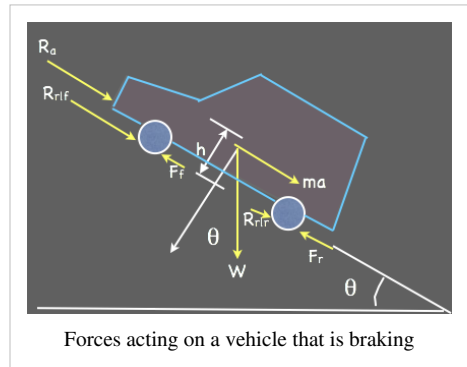 Rₐ
Rrlf
h
ma
Ff
Rrlr
θ
Fr
W
θ
Forces acting on a vehicle that is braking